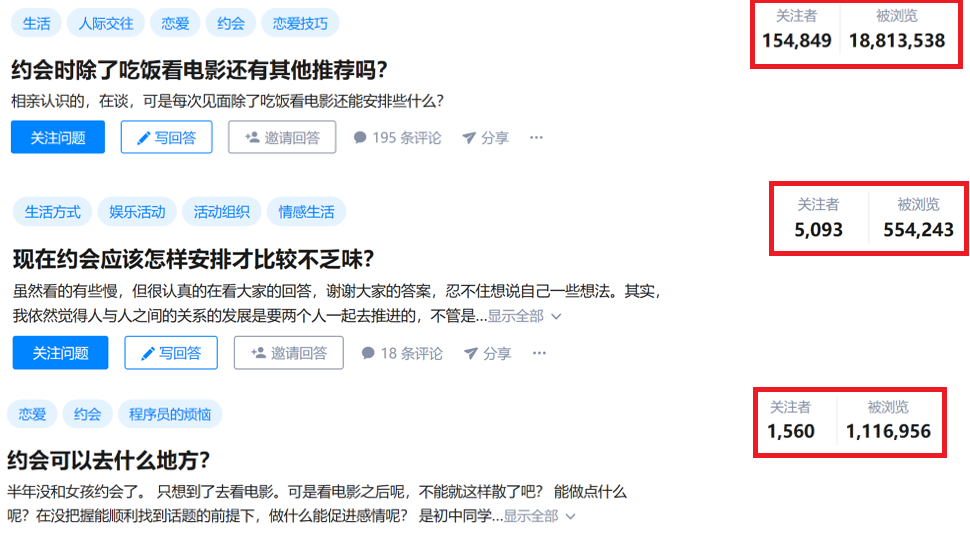 生活 人际交往 恋爱 约会 恋爱技巧
关注者 被浏览
154,849 18,813,538
约会时除了吃饭看电影还有其他推荐吗？
相亲认识的，在谈，可是每次见面除了吃饭看电影还能安排些什么？
关注问题 写回答 邀请回答 195 条评论 分享 ···
生活方式 娱乐活动 活动组织 情感生活
关注者 被浏览
5,093 554,243
现在约会应该怎样安排才比较不乏味？
虽然看的有些慢，但很认真的在看大家的回答，谢谢大家的答案，忍不住想说自己一些想法。其实，
我依然觉得人与人之间的关系的发展是要两个人一起去推进的，不管是...显示全部
关注问题 写回答 邀请回答 18 条评论 分享 ···
恋爱 约会 程序员的烦恼
关注者 被浏览
1,560 1,116,956
约会可以去什么地方？
半年没和女孩约会了。 只想到了去看电影。可是看电影之后呢，不能就这样散了吧？ 能做点什么
呢？在没把握能顺利找到话题的前提下，做什么能促进感情呢？ 是初中同学...显示全部